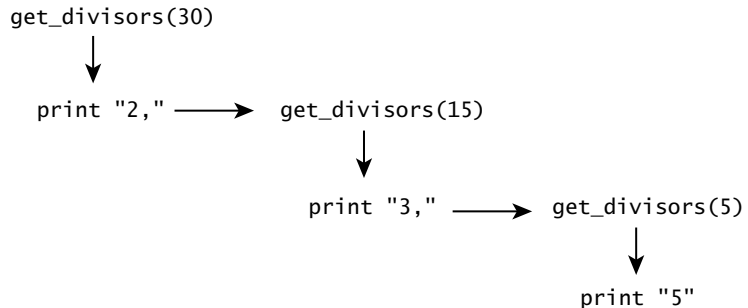 get_divisors(30)
print "2," get_divisors(15)
print "3," get_divisors(5)
print "5"